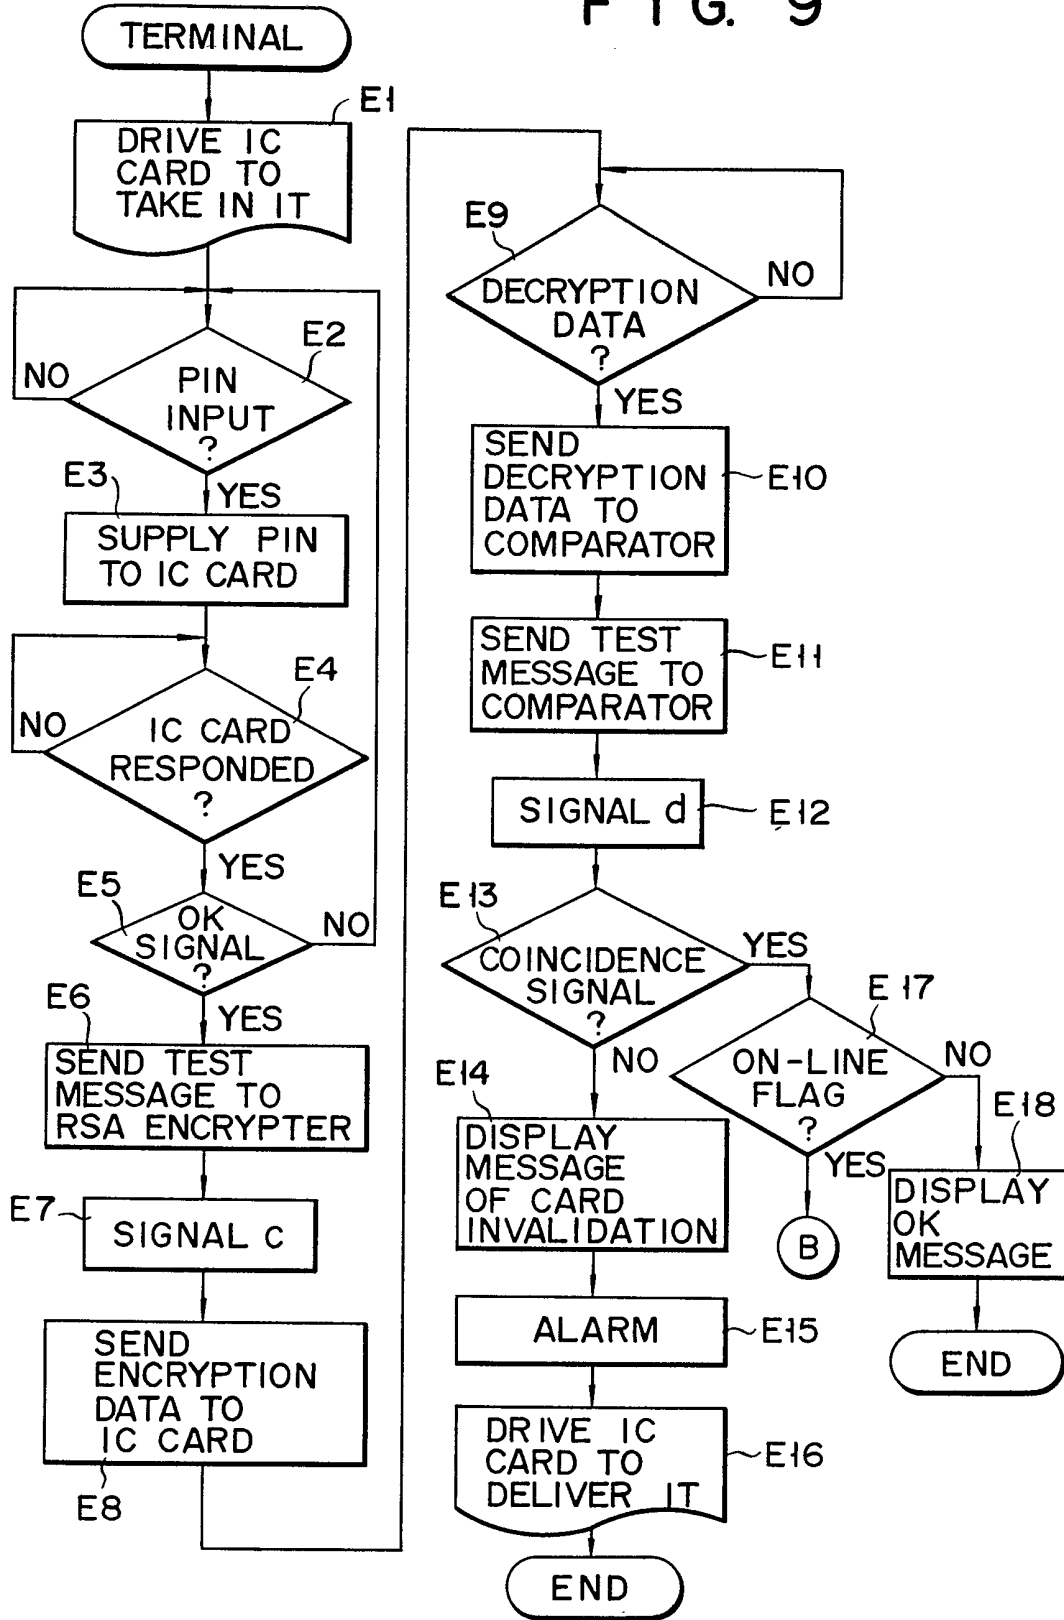 FIG. 9
TERMINAL
E1
DRIVE IC
CARD TO
TAKE IN IT
E2
NO
PIN
INPUT
?
YES
E3
SUPPLY PIN
TO IC CARD
E4
NO
IC CARD
RESPONDED
?
YES
E5
OK
SIGNAL
?
NO
YES
E6
SEND TEST
MESSAGE TO
RSA ENCRYPTER
E7
SIGNAL c
SEND
ENCRYPTION
DATA TO
IC CARD
E8
E9
DECRYPTION
DATA
?
NO
YES
SEND
DECRYPTION
DATA TO
COMPARATOR
E10
SEND TEST
MESSAGE TO
COMPARATOR
E11
SIGNAL d
E12
E13
COINCIDENCE
SIGNAL
?
YES
NO
E17
ON-LINE
FLAG
?
NO
YES
B
E18
DISPLAY
OK
MESSAGE
END
E14
DISPLAY
MESSAGE
OF CARD
INVALIDATION
ALARM
E15
DRIVE IC
CARD TO
DELIVER IT
E16
END